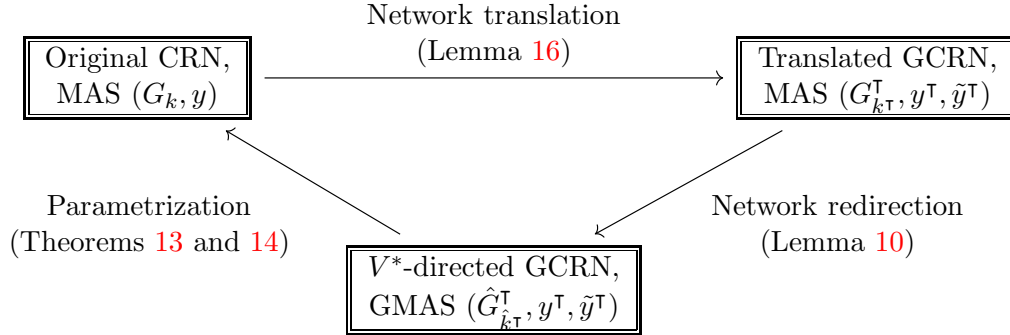 Network translation
(Lemma 16)
Original CRN,
MAS (G_k, y)
Translated GCRN,
MAS (G^⊤_{k^⊤}, y^⊤, ỹ^⊤)
Parametrization
(Theorems 13 and 14)
Network redirection
(Lemma 10)
V*-directed GCRN,
GMAS (Ĝ^⊤_{k̂^⊤}, y^⊤, ỹ^⊤)